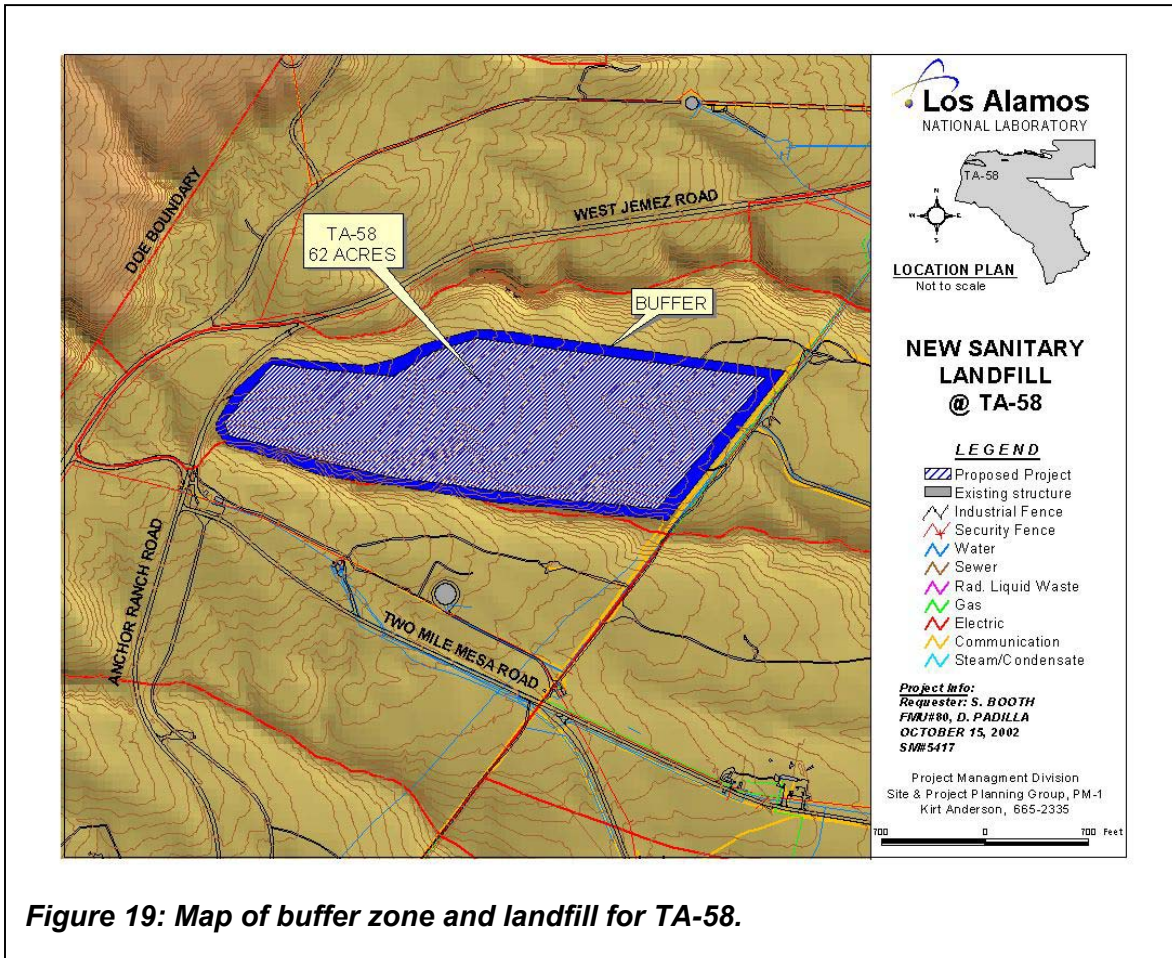 DOE BOUNDARY
WEST JEMEZ ROAD
TA-58
62 ACRES
BUFFER
ANCHOR RANCH ROAD
TWO MILE MESA ROAD
Los Alamos
NATIONAL LABORATORY
TA-58
N
W
E
S
LOCATION PLAN
Not to scale
NEW SANITARY
LANDFILL
@ TA-58
LEGEND
Proposed Project
Existing structure
Industrial Fence
Security Fence
Water
Sewer
Rad. Liquid Waste
Gas
Electric
Communication
Steam/Condensate
Project Info:
Requester: S. BOOTH
FMU#80, D. PADILLA
OCTOBER 15, 2002
SM#5417
Project Managment Division
Site & Project Planning Group, PM-1
Kirt Anderson, 665-2335
700 0 700 Feet
Figure 19: Map of buffer zone and landfill for TA-58.